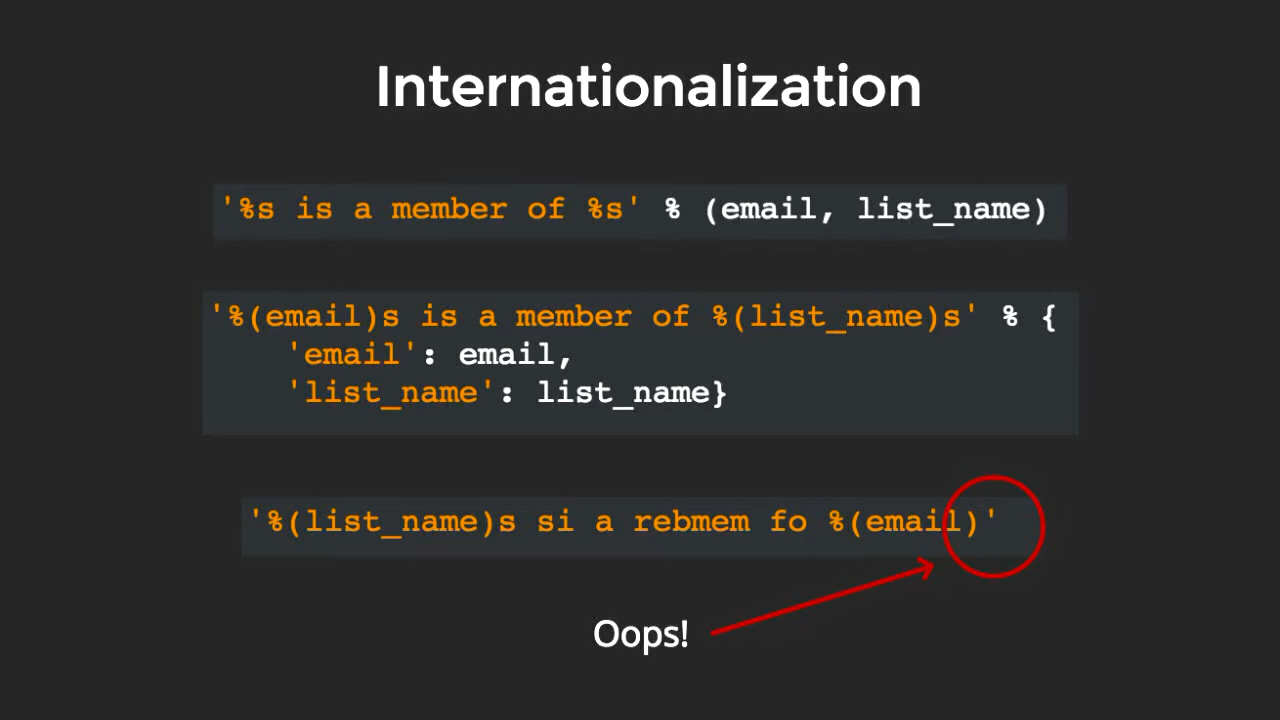 Internationalization
'%s is a member of %s' % (email, list_name)
'%(email)s is a member of %(list_name)s' % {
'email': email,
'list_name': list_name}
'%(list_name)s si a rebmem fo %(email)'
Oops!